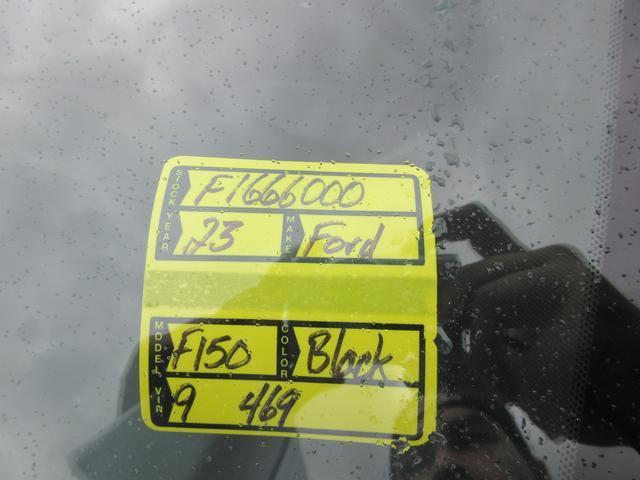 STOCK F1666000
YEAR 23 MAKE Ford
MODEL F150 COLOR Black
VIN 9 469